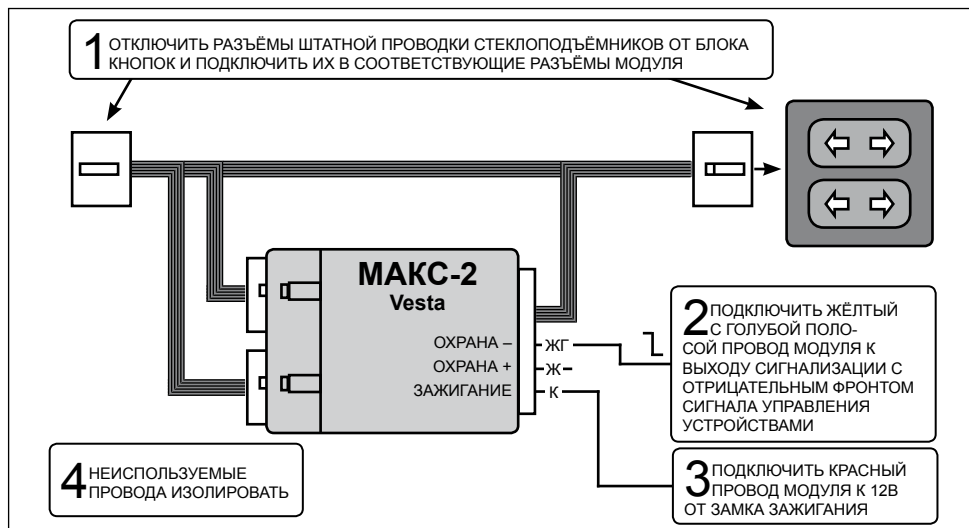 1 ОТКЛЮЧИТЬ РАЗЪЁМЫ ШТАТНОЙ ПРОВОДКИ СТЕКЛОПОДЪЁМНИКОВ ОТ БЛОКА
КНОПОК И ПОДКЛЮЧИТЬ ИХ В СООТВЕТСТВУЮЩИЕ РАЗЪЁМЫ МОДУЛЯ
МАКС-2
Vesta
ОХРАНА –
ОХРАНА +
ЗАЖИГАНИЕ
ЖГ
Ж
К
2 ПОДКЛЮЧИТЬ ЖЁЛТЫЙ
С ГОЛУБОЙ ПОЛО-
СОЙ ПРОВОД МОДУЛЯ К
ВЫХОДУ СИГНАЛИЗАЦИИ С
ОТРИЦАТЕЛЬНЫМ ФРОНТОМ
СИГНАЛА УПРАВЛЕНИЯ
УСТРОЙСТВАМИ
3 ПОДКЛЮЧИТЬ КРАСНЫЙ
ПРОВОД МОДУЛЯ К 12В
ОТ ЗАМКА ЗАЖИГАНИЯ
4 НЕИСПОЛЬЗУЕМЫЕ
ПРОВОДА ИЗОЛИРОВАТЬ